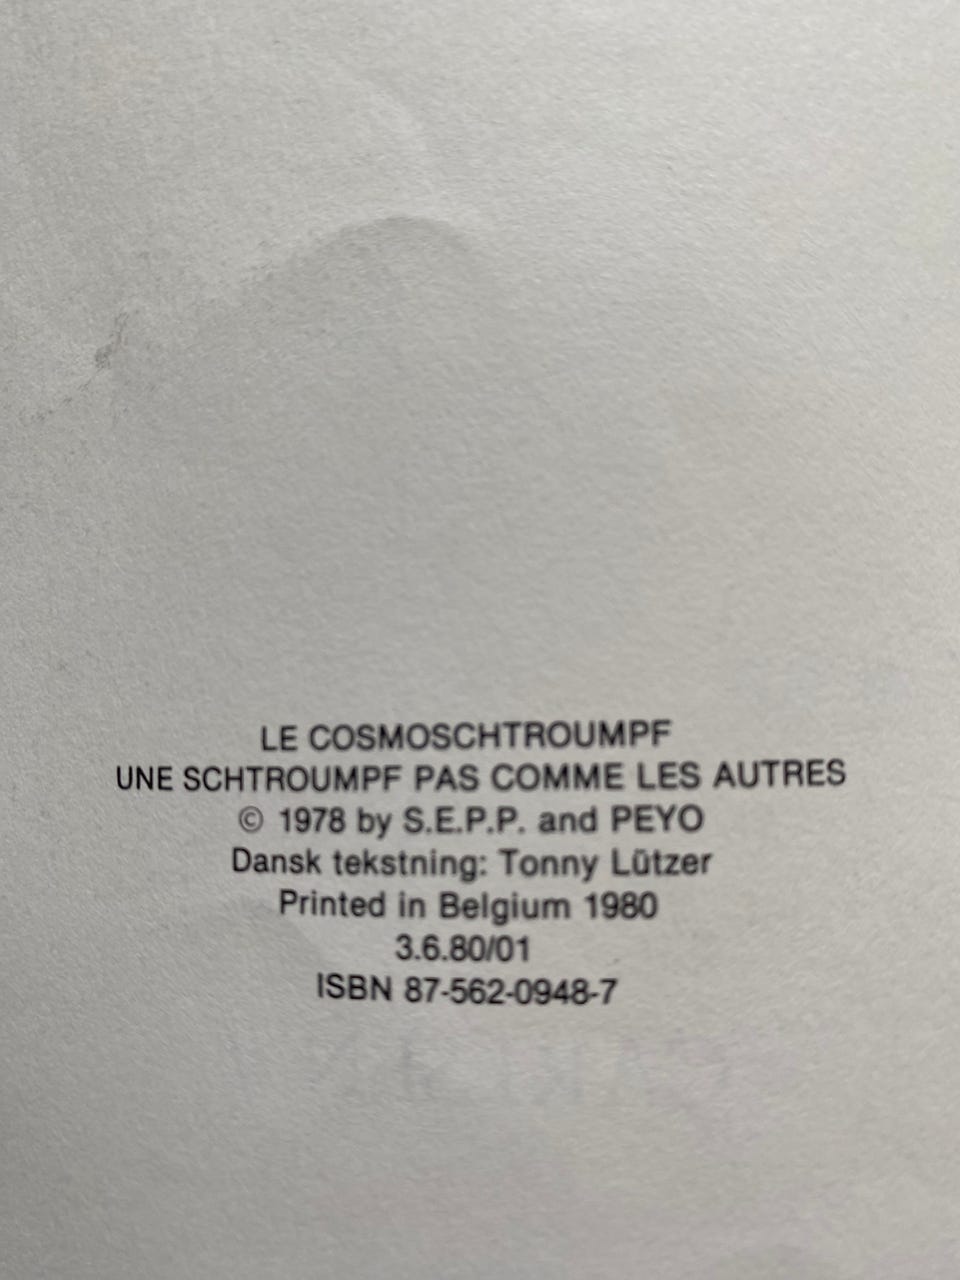 LE COSMOSCHTROUMPF
UNE SCHTROUMPF PAS COMME LES AUTRES
© 1978 by S.E.P.P. and PEYO
Dansk tekstning: Tonny Lützer
Printed in Belgium 1980
3.6.80/01
ISBN 87-562-0948-7